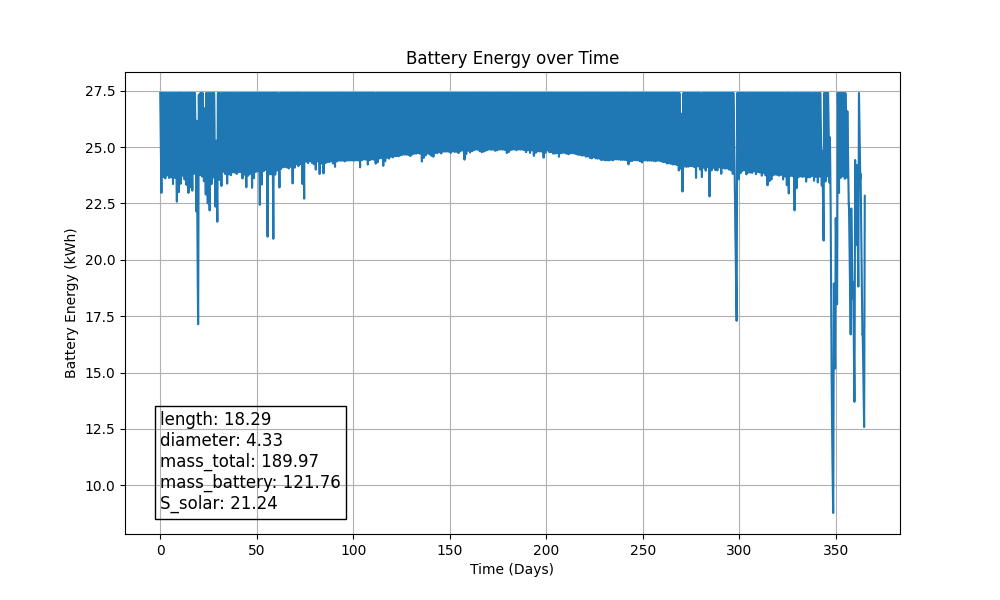 Battery Energy over Time
Battery Energy (kWh)
27.5
25.0
22.5
20.0
17.5
15.0
12.5
10.0
length: 18.29
diameter: 4.33
mass_total: 189.97
mass_battery: 121.76
S_solar: 21.24
0 50 100 150 200 250 300 350
Time (Days)